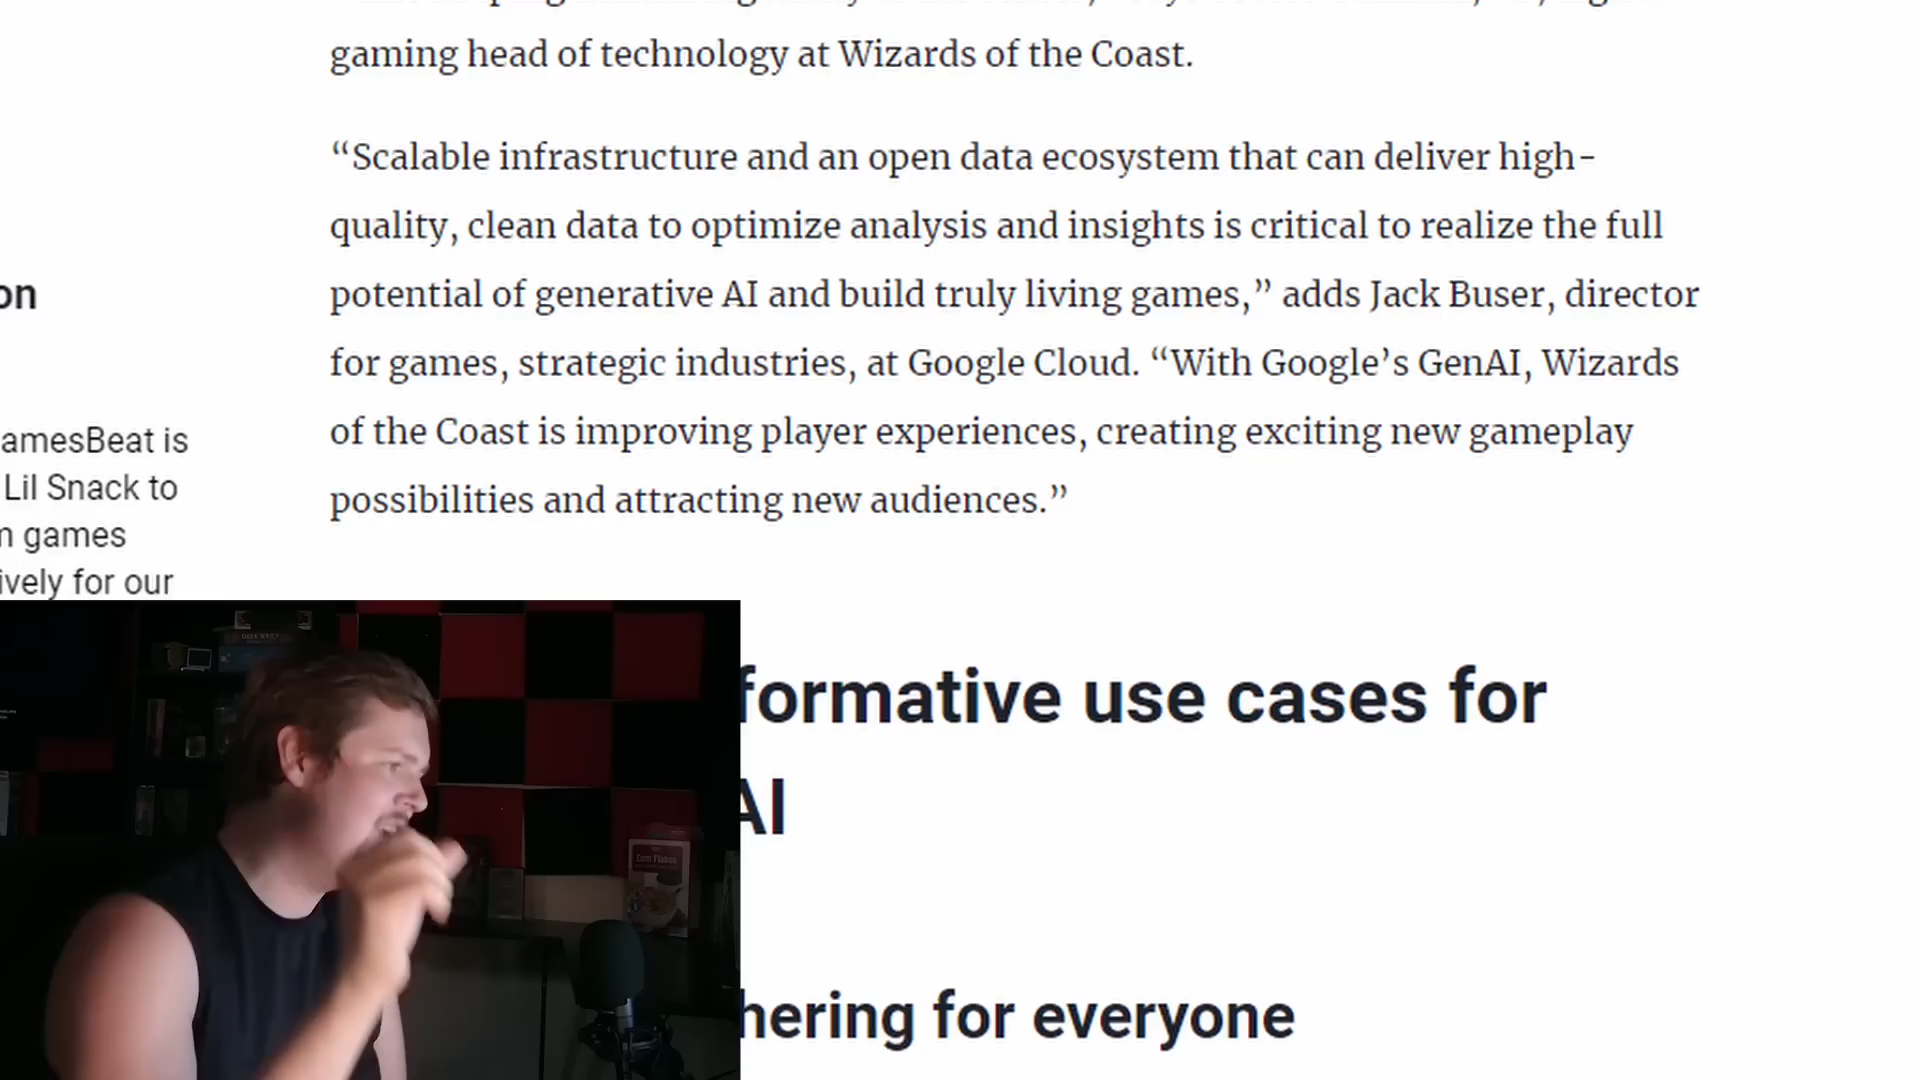 gaming head of technology at Wizards of the Coast.
“Scalable infrastructure and an open data ecosystem that can deliver high-
quality, clean data to optimize analysis and insights is critical to realize the full
potential of generative AI and build truly living games,” adds Jack Buser, director
for games, strategic industries, at Google Cloud. “With Google’s GenAI, Wizards
of the Coast is improving player experiences, creating exciting new gameplay
possibilities and attracting new audiences.”
on
amesBeat is
Lil Snack to
m games
ively for our
formative use cases for
AI
hering for everyone
Corn Flakes